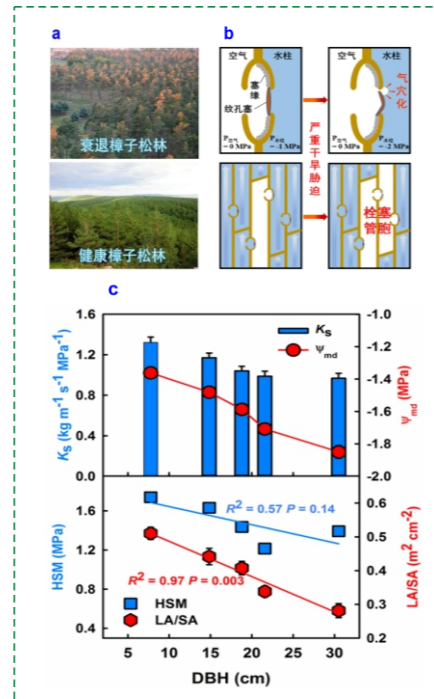 a
衰退樟子松林
健康樟子松林
b
空气
水柱
塞缘
纹孔塞
P空气
= 0 MPa
P水柱
= -1 MPa
严重干旱胁迫
空气
水柱
气穴化
P空气
= 0 MPa
P水柱
= -2 MPa
栓塞
管胞
c
Ks (kg m-1 s-1 MPa-1)
1.6
1.2
0.8
0.4
0.0
Ks
Ψmd
-1.0
-1.2
-1.4
-1.6
-1.8
-2.0
Ψmd (MPa)
HSM (MPa)
1.6
1.2
0.8
0.4
R2 = 0.57 P = 0.14
R2 = 0.97 P = 0.003
HSM
LA/SA
0.6
0.5
0.4
0.3
0.2
LA/SA (m2 cm-2)
5 10 15 20 25 30
DBH (cm)